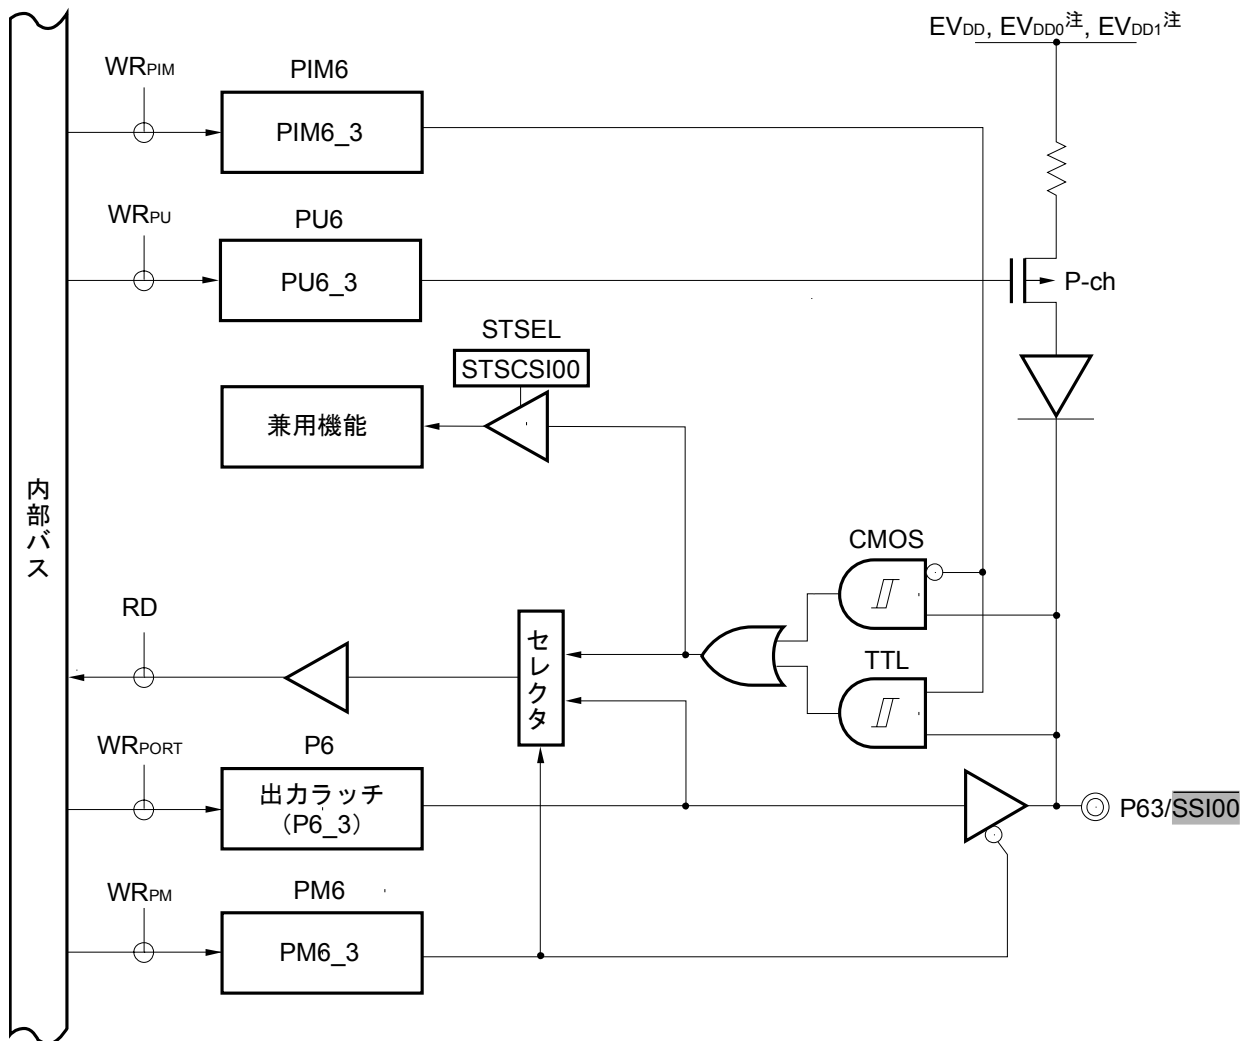 EVDD, EVDD0注, EVDD1注
WRPIM
PIM6
PIM6_3
WRPU
PU6
PU6_3
P-ch
STSEL
STSCSI00
兼用機能
内部バス
CMOS
RD
セレクタ
TTL
WRPORT
P6
出力ラッチ
(P6_3)
P63/SSI00
WRPM
PM6
PM6_3